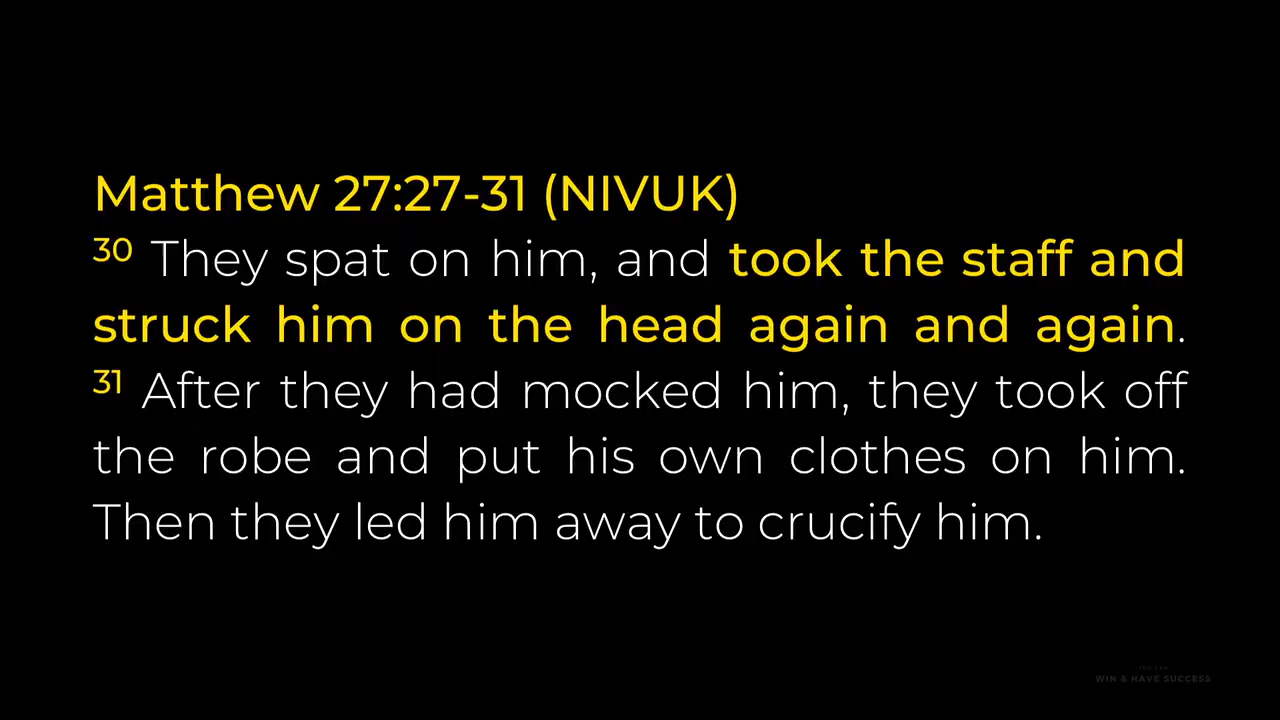 Matthew 27:27-31 (NIVUK)
30 They spat on him, and took the staff and
struck him on the head again and again.
31 After they had mocked him, they took off
the robe and put his own clothes on him.
Then they led him away to crucify him.
WIN & HAVE SUCCESS